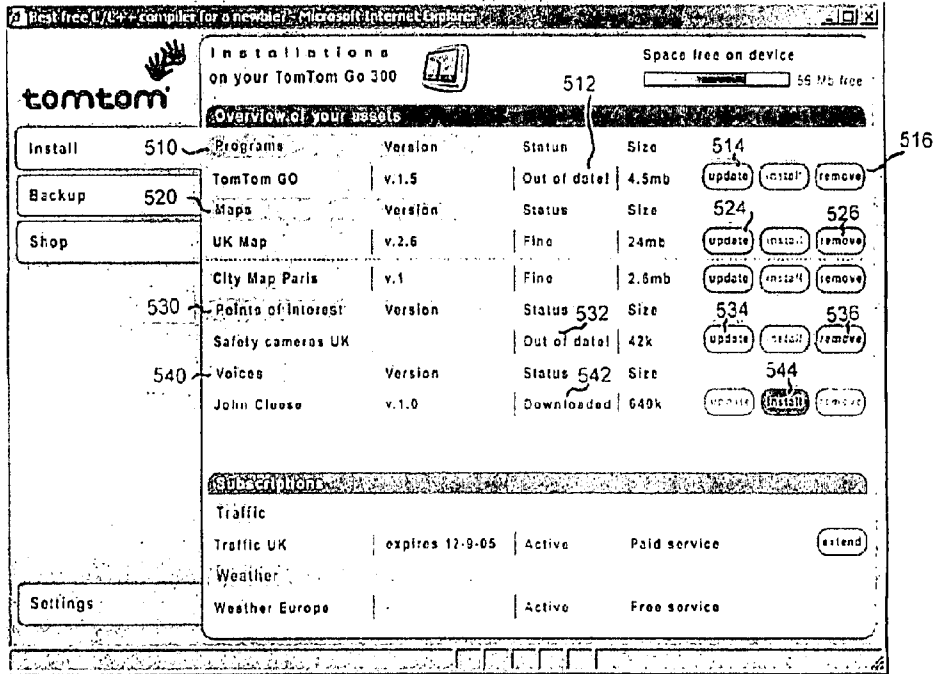 Best free C/C++ compiler (for a newbie) - Microsoft Internet Explorer
tomtom
Installations
on your TomTom Go 300
Space free on device
Mb free
512
Overview of your assets
Install
510
Programs Version Status Size
514
516
TomTom GO v.1.5 Out of date! 4.5mb update install remove
Backup
520
Maps Version Status Size
524
526
Shop
UK Map v.2.6 Fine 24mb update install remove
City Map Paris v.1 Fine 2.6mb update install remove
530
Points of Interest Version Status Size
532
534
536
Safety cameras UK Out of date! 42k update install remove
540
Voices Version Status Size
542
544
John Cleese v.1.0 Downloaded 649k update install remove
Subscriptions
Traffic
Traffic UK expires 12-9-05 Active Paid service extend
Weather
Weather Europe - Active Free service
Settings